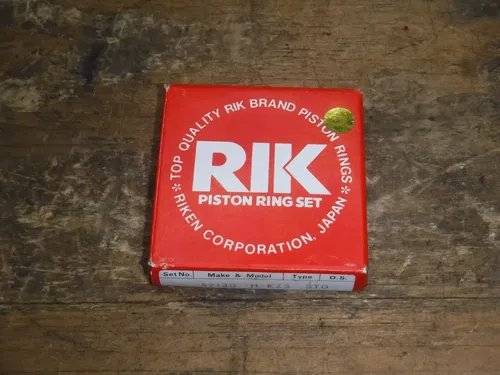 * TOP QUALITY RIK BRAND PISTON RINGS *
RIK
PISTON RING SET
RIKEN CORPORATION, JAPAN
Set No. Make & Model Type O.S.
STD